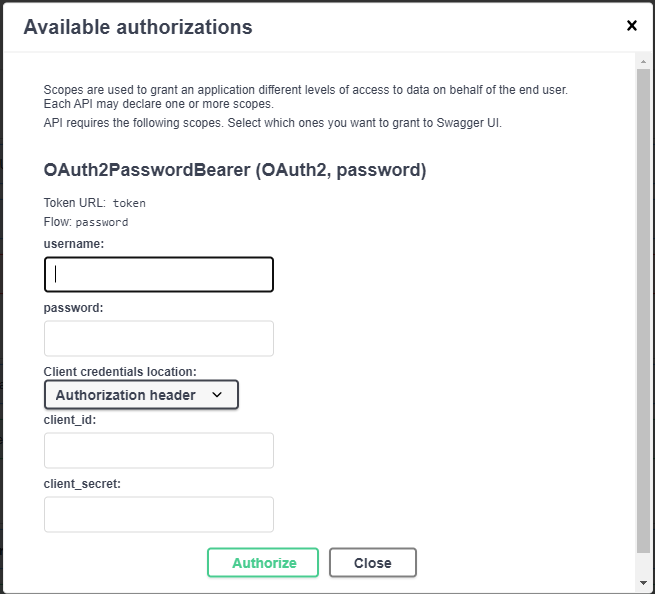 Available authorizations
Scopes are used to grant an application different levels of access to data on behalf of the end user.
Each API may declare one or more scopes.
API requires the following scopes. Select which ones you want to grant to Swagger UI.
OAuth2PasswordBearer (OAuth2, password)
Token URL: token
Flow: password
username:
password:
Client credentials location:
Authorization header
client_id:
client_secret:
Authorize Close